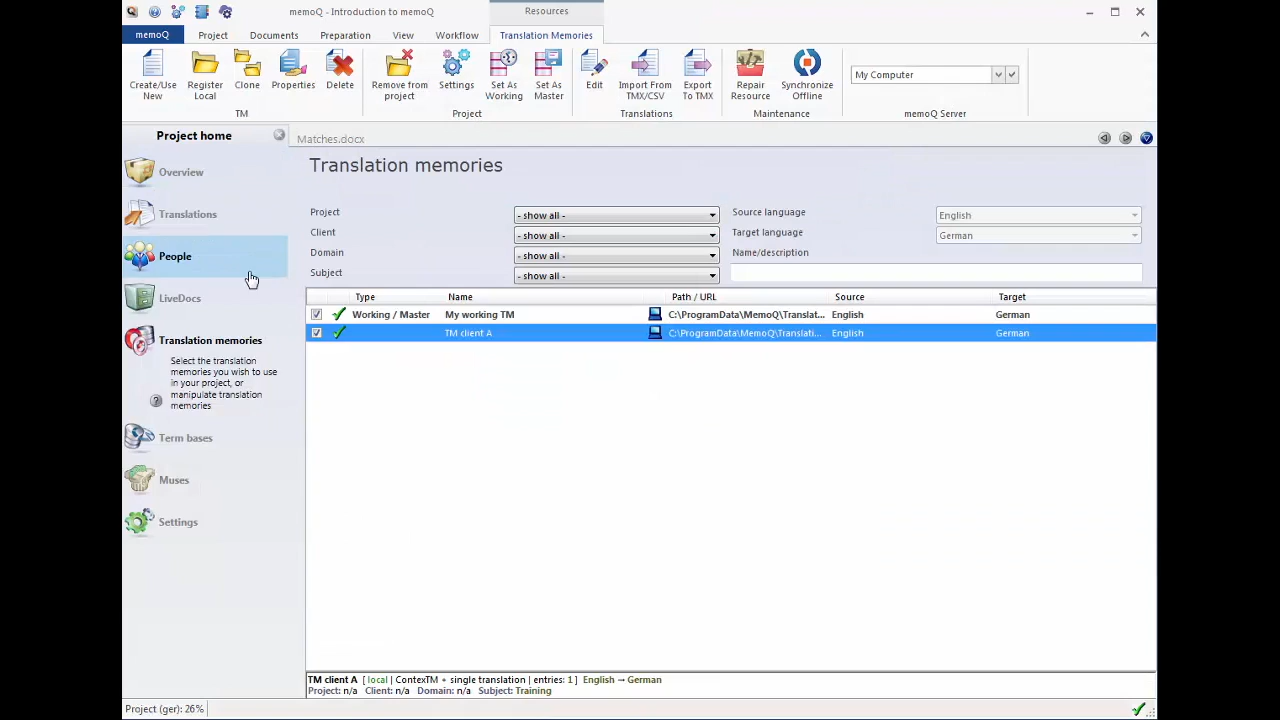 memoQ - Introduction to memoQ
Resources
memoQ Project Documents Preparation View Workflow Translation Memories
Create/Use New
Register Local
Clone
Properties
Delete
TM
Remove from project
Settings
Set As Working
Set As Master
Project
Edit
Import From TMX/CSV
Export To TMX
Translations
Repair Resource
Synchronize Offline
Maintenance
My Computer
memoQ Server
Project home
Overview
Translations
People
LiveDocs
Translation memories
Select the translation
memories you wish to use
in your project, or
manipulate translation
memories
Term bases
Muses
Settings
Matches.docx
Translation memories
Project - show all - Source language English
Client - show all - Target language German
Domain - show all - Name/description
Subject - show all -
Type Name Path / URL Source Target
Working / Master My working TM C:\ProgramData\MemoQ\Translat... English German
TM client A C:\ProgramData\MemoQ\Translati... English German
TM client A [ local | ContexTM + single translation | entries: 1 ] English → German
Project: n/a Client: n/a Domain: n/a Subject: Training
Project (ger): 26%